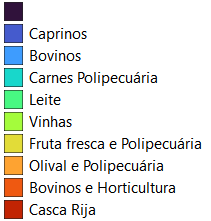 Caprinos
Bovinos
Carnes Polipecuária
Leite
Vinhas
Fruta fresca e Polipecuária
Olival e Polipecuária
Bovinos e Horticultura
Casca Rija